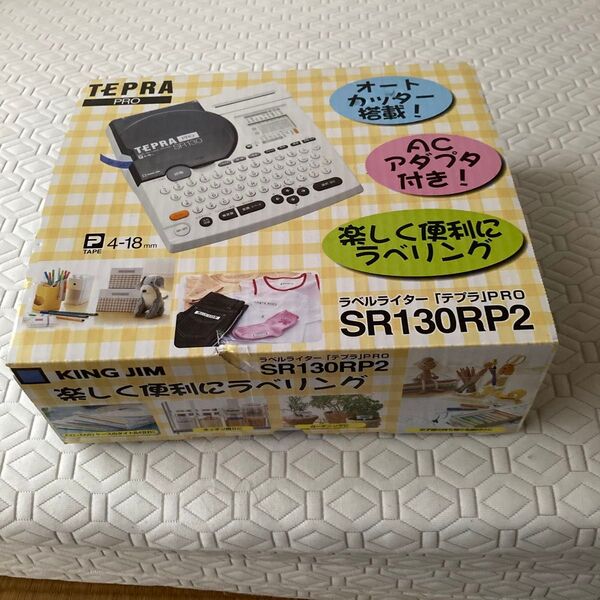 TEPRA
PRO
オート
カッター
搭載!
AC
アダプタ
付き!
楽しく便利に
ラベリング
TEPRA PRO
SR130
P
TAPE
4-18mm
ラベルライター「テプラ」PRO
SR130RP2
KING JIM
ラベルライター「テプラ」PRO
SR130RP2
楽しく便利にラベリング